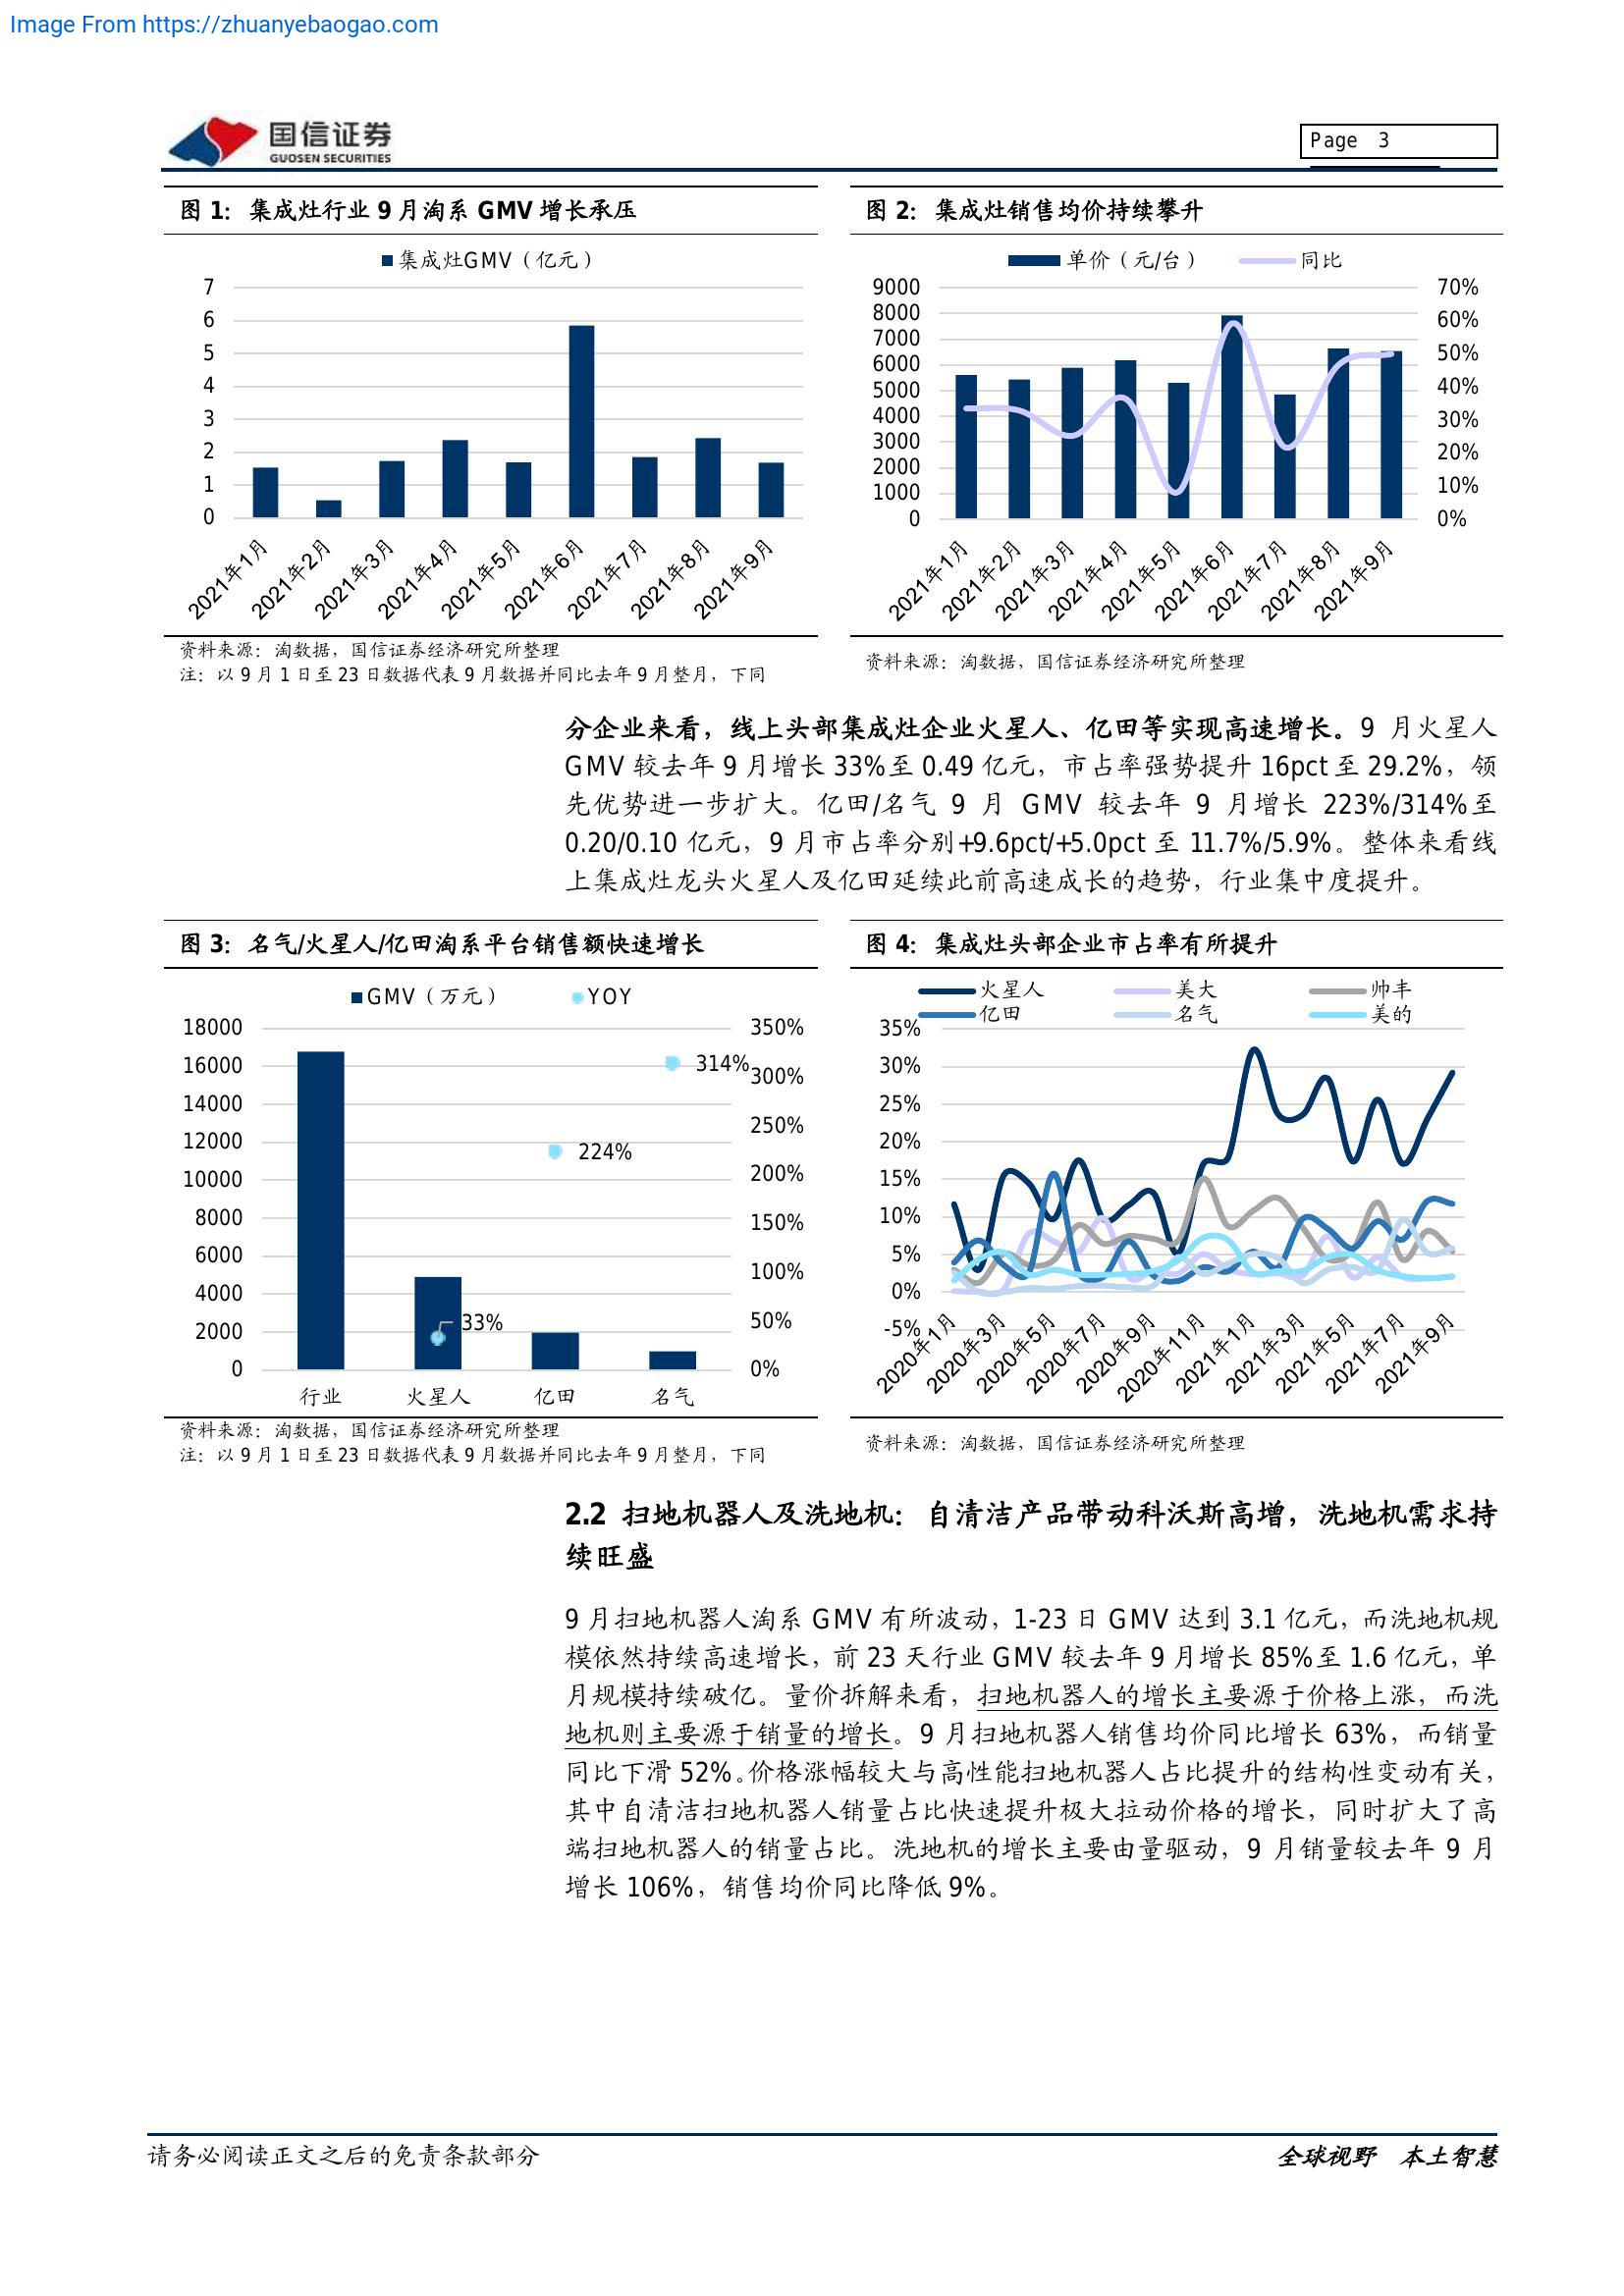 Image From https://zhuanyebaogao.com
国信证券
GUOSEN SECURITIES
Page 3
图 1：集成灶行业 9 月淘系 GMV 增长承压
集成灶GMV（亿元）
7
6
5
4
3
2
1
0
2021年1月
2021年2月
2021年3月
2021年4月
2021年5月
2021年6月
2021年7月
2021年8月
2021年9月
资料来源：淘数据，国信证券经济研究所整理
注：以 9 月 1 日至 23 日数据代表 9 月数据并同比去年 9 月整月，下同
图 2：集成灶销售均价持续攀升
单价（元/台） 同比
9000
8000
7000
6000
5000
4000
3000
2000
1000
0
70%
60%
50%
40%
30%
20%
10%
0%
2021年1月
2021年2月
2021年3月
2021年4月
2021年5月
2021年6月
2021年7月
2021年8月
2021年9月
资料来源：淘数据，国信证券经济研究所整理
分企业来看，线上头部集成灶企业火星人、亿田等实现高速增长。9 月火星人
GMV 较去年 9 月增长 33%至 0.49 亿元，市占率强势提升 16pct 至 29.2%，领
先优势进一步扩大。亿田/名气 9 月 GMV 较去年 9 月增长 223%/314%至
0.20/0.10 亿元，9 月市占率分别+9.6pct/+5.0pct 至 11.7%/5.9%。整体来看线
上集成灶龙头火星人及亿田延续此前高速成长的趋势，行业集中度提升。
图 3：名气/火星人/亿田淘系平台销售额快速增长
GMV（万元） YOY
18000
16000
14000
12000
10000
8000
6000
4000
2000
0
350%
300%
250%
200%
150%
100%
50%
0%
314%
224%
33%
行业 火星人 亿田 名气
资料来源：淘数据，国信证券经济研究所整理
注：以 9 月 1 日至 23 日数据代表 9 月数据并同比去年 9 月整月，下同
图 4：集成灶头部企业市占率有所提升
火星人 美大 帅丰
亿田 名气 美的
35%
30%
25%
20%
15%
10%
5%
0%
-5%
2020年1月
2020年3月
2020年5月
2020年7月
2020年9月
2020年11月
2021年1月
2021年3月
2021年5月
2021年7月
2021年9月
资料来源：淘数据，国信证券经济研究所整理
2.2 扫地机器人及洗地机：自清洁产品带动科沃斯高增，洗地机需求持
续旺盛
9 月扫地机器人淘系 GMV 有所波动，1-23 日 GMV 达到 3.1 亿元，而洗地机规
模依然持续高速增长，前 23 天行业 GMV 较去年 9 月增长 85%至 1.6 亿元，单
月规模持续破亿。量价拆解来看，扫地机器人的增长主要源于价格上涨，而洗
地机则主要源于销量的增长。9 月扫地机器人销售均价同比增长 63%，而销量
同比下滑 52%。价格涨幅较大与高性能扫地机器人占比提升的结构性变动有关，
其中自清洁扫地机器人销量占比快速提升极大拉动价格的增长，同时扩大了高
端扫地机器人的销量占比。洗地机的增长主要由量驱动，9 月销量较去年 9 月
增长 106%，销售均价同比降低 9%。
请务必阅读正文之后的免责条款部分
全球视野 本土智慧